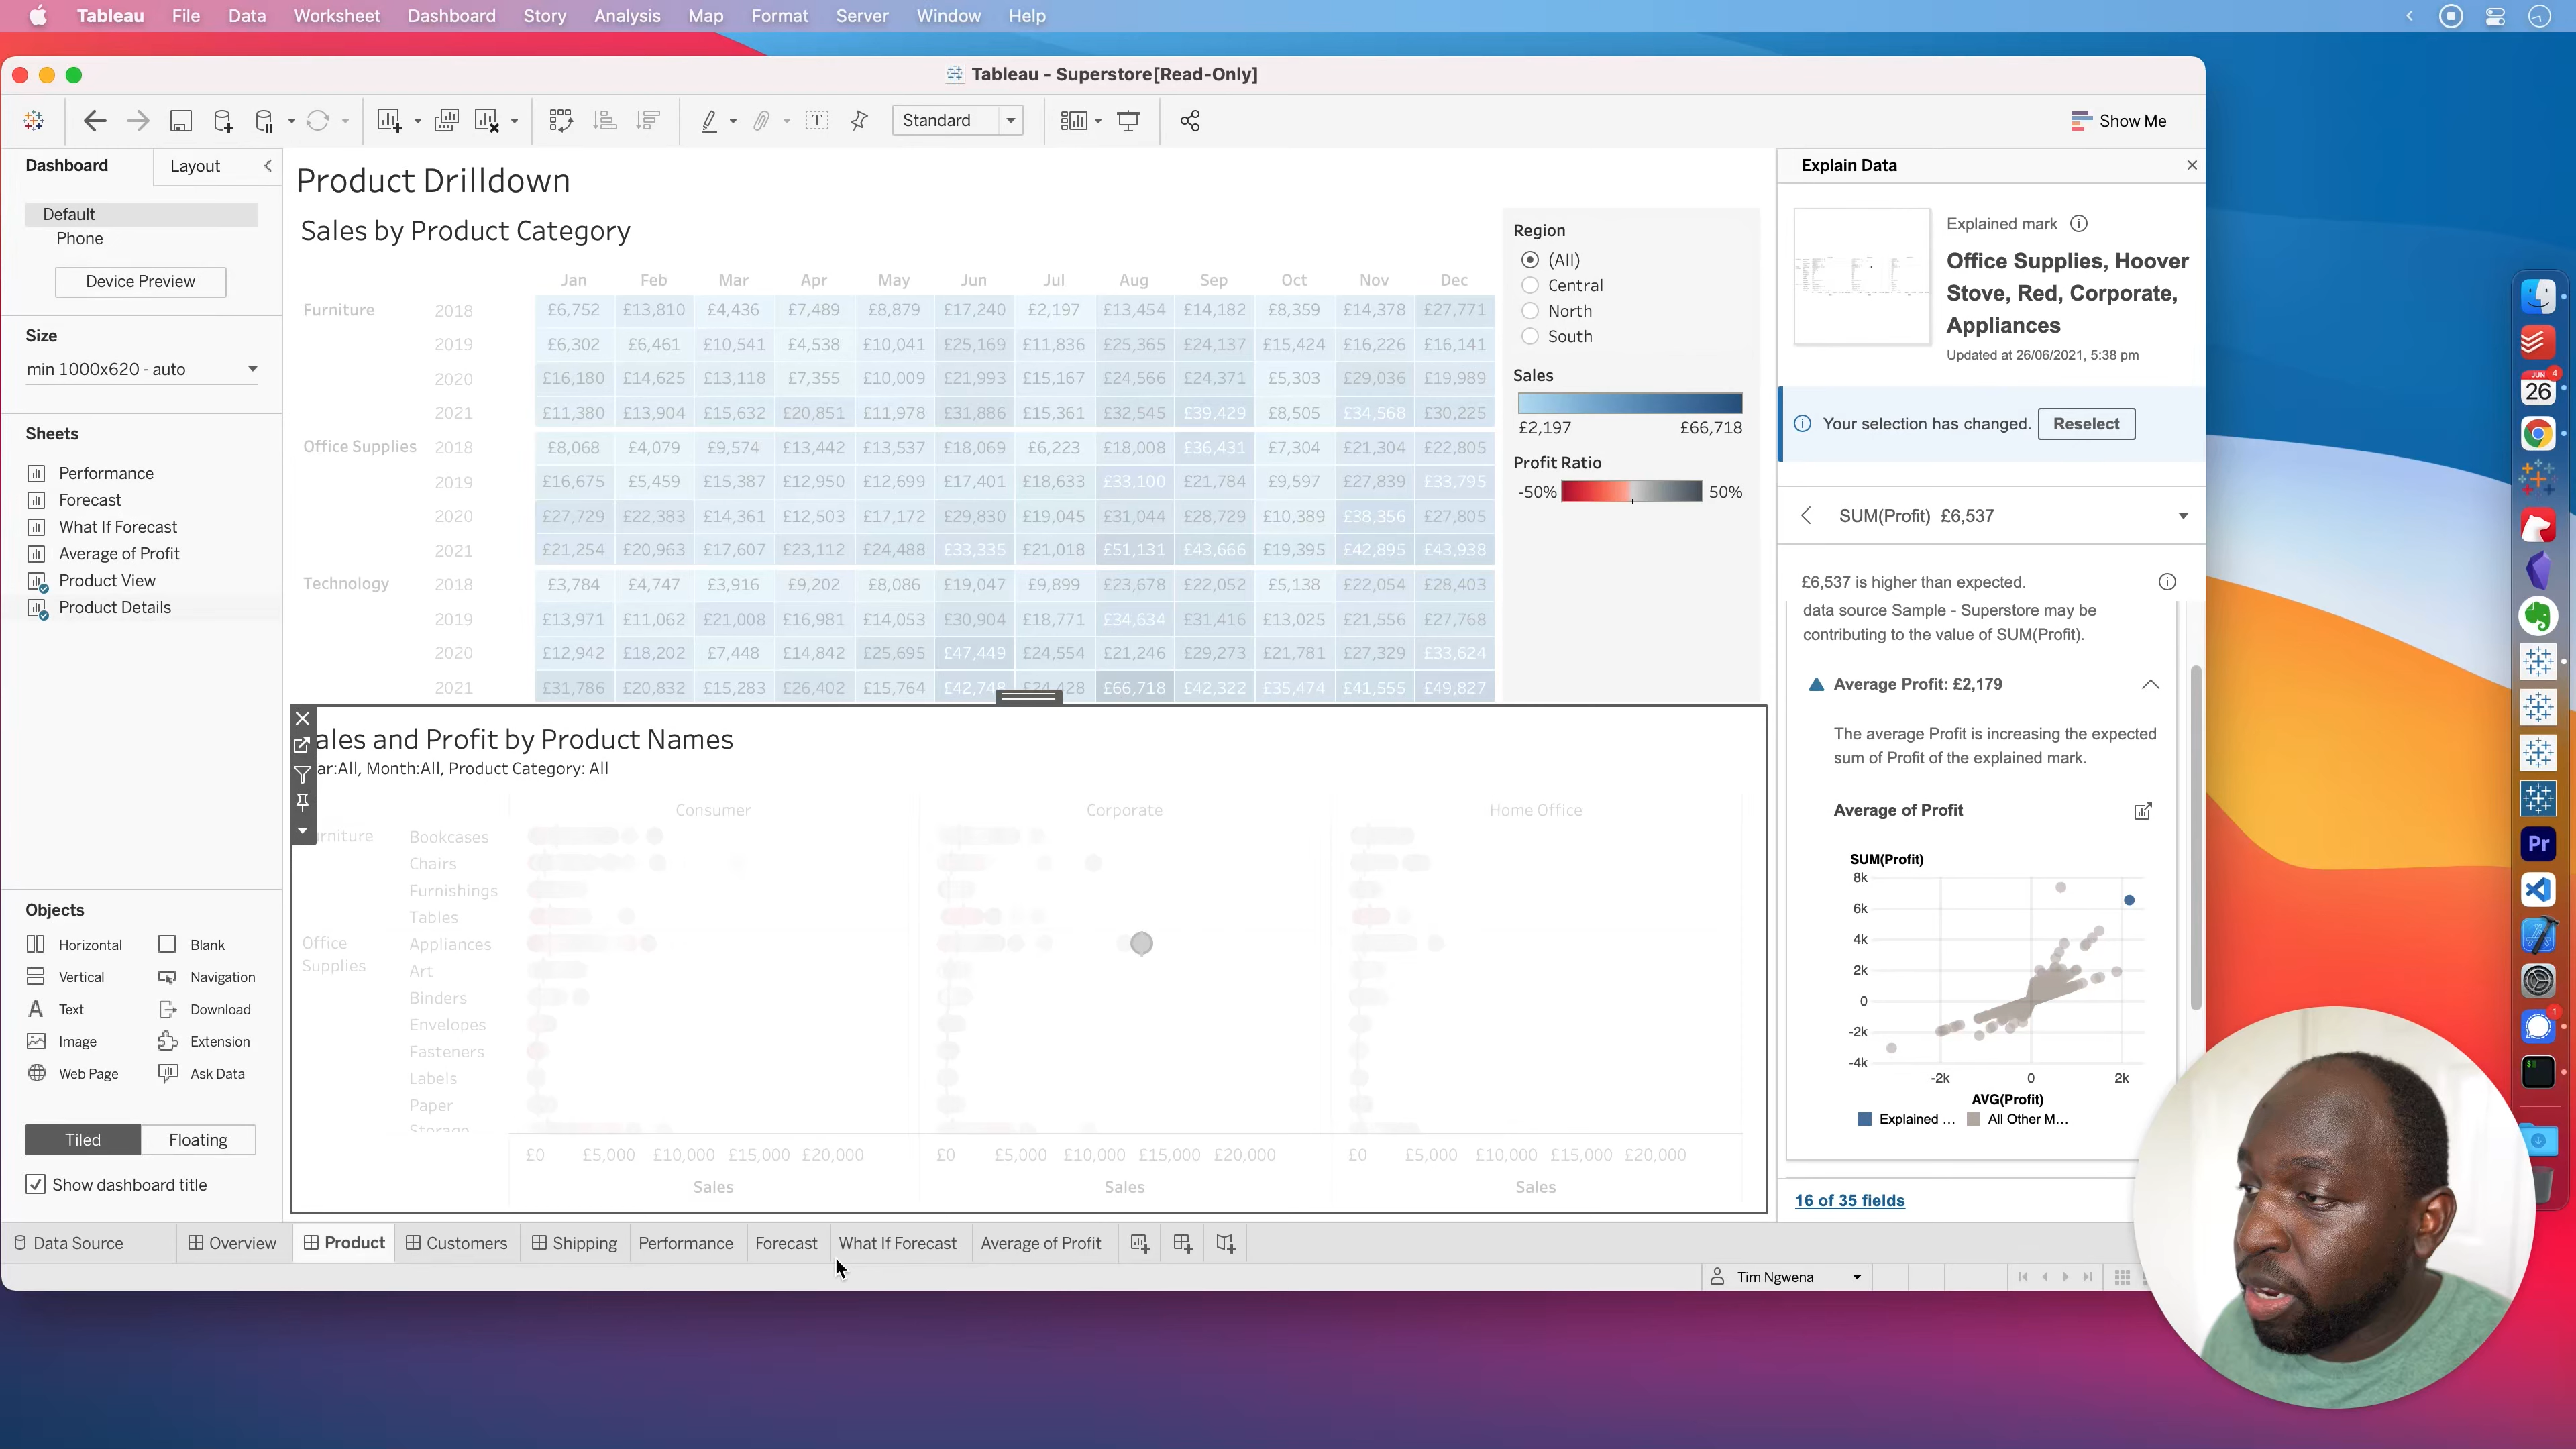 Tableau File Data Worksheet Dashboard Story Analysis Map Format Server Window Help
Tableau - Superstore[Read-Only]
Standard
Show Me
Dashboard Layout
Default
Phone
Device Preview
Size
min 1000x620 - auto
Sheets
Performance
Forecast
What If Forecast
Average of Profit
Product View
Product Details
Objects
Horizontal Blank
Vertical Navigation
Text Download
Image Extension
Web Page Ask Data
Tiled Floating
Show dashboard title
Product Drilldown
Sales by Product Category
Jan Feb Mar Apr May Jun Jul Aug Sep Oct Nov Dec
Furniture 2018 £6,752 £13,810 £4,436 £7,489 £8,879 £17,240 £2,197 £13,454 £14,182 £8,359 £14,378 £27,771
2019 £6,302 £6,461 £10,541 £4,538 £10,041 £25,169 £11,836 £25,365 £24,137 £15,424 £16,226 £16,141
2020 £16,180 £14,625 £13,118 £7,355 £10,009 £21,993 £15,167 £24,566 £24,371 £5,303 £29,036 £19,989
2021 £11,380 £13,904 £15,632 £20,851 £11,978 £31,886 £15,361 £32,545 £39,429 £8,505 £34,568 £30,225
Office Supplies 2018 £8,068 £4,079 £9,574 £13,442 £13,537 £18,069 £6,223 £18,008 £36,431 £7,304 £21,304 £22,805
2019 £16,675 £5,459 £15,387 £12,950 £12,699 £17,401 £18,633 £33,100 £21,784 £9,597 £27,839 £33,795
2020 £27,729 £22,383 £14,361 £12,503 £17,172 £29,830 £19,045 £31,044 £28,729 £10,389 £38,356 £27,805
2021 £21,254 £20,963 £17,607 £23,112 £24,488 £33,335 £21,018 £51,131 £43,666 £19,395 £42,895 £43,938
Technology 2018 £3,784 £4,747 £3,916 £9,202 £8,086 £19,047 £9,899 £23,678 £22,052 £5,138 £22,054 £28,403
2019 £13,971 £11,062 £21,008 £16,981 £14,053 £30,904 £18,771 £34,634 £31,416 £13,025 £21,556 £27,768
2020 £12,942 £18,202 £7,448 £14,842 £25,695 £47,449 £24,554 £21,246 £29,273 £21,781 £27,329 £33,624
2021 £31,786 £20,832 £15,283 £26,402 £15,764 £42,748 £24,428 £66,718 £42,322 £35,474 £41,555 £49,827
Region
(All)
Central
North
South
Sales
£2,197 £66,718
Profit Ratio
-50% 50%
ales and Profit by Product Names
ar:All, Month:All, Product Category: All
Consumer Corporate Home Office
rniture Bookcases
Chairs
Furnishings
Tables
Office Supplies Appliances
Art
Binders
Envelopes
Fasteners
Labels
Paper
Storage
£0 £5,000 £10,000 £15,000 £20,000 £0 £5,000 £10,000 £15,000 £20,000 £0 £5,000 £10,000 £15,000 £20,000
Sales Sales Sales
Explain Data
Explained mark
Office Supplies, Hoover
Stove, Red, Corporate,
Appliances
Updated at 26/06/2021, 5:38 pm
Your selection has changed. Reselect
SUM(Profit) £6,537
£6,537 is higher than expected.
data source Sample - Superstore may be
contributing to the value of SUM(Profit).
Average Profit: £2,179
The average Profit is increasing the expected
sum of Profit of the explained mark.
Average of Profit
SUM(Profit)
8k
6k
4k
2k
0
-2k
-4k
-2k 0 2k
AVG(Profit)
Explained ... All Other M...
16 of 35 fields
Data Source Overview Product Customers Shipping Performance Forecast What If Forecast Average of Profit
Tim Ngwena
JUN 4
26
Pr
1